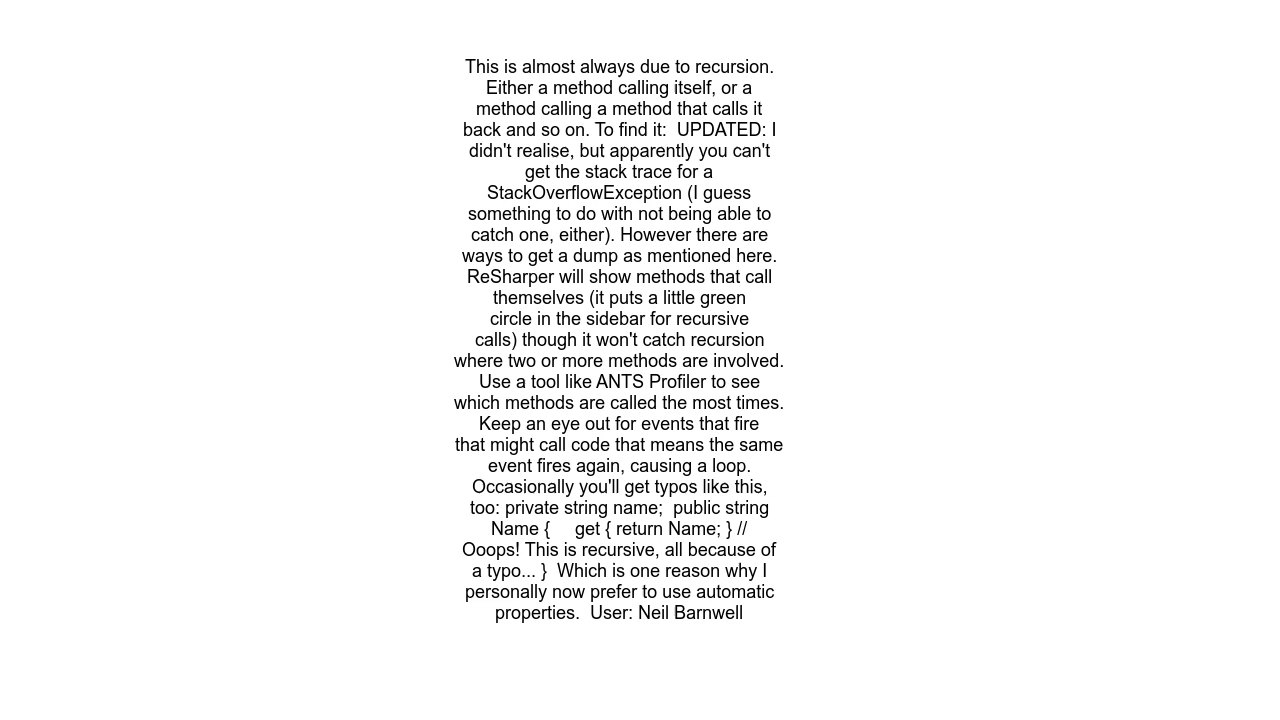 This is almost always due to recursion.
Either a method calling itself, or a
method calling a method that calls it
back and so on. To find it:  UPDATED: I
didn't realise, but apparently you can't
get the stack trace for a
StackOverflowException (I guess
something to do with not being able to
catch one, either). However there are
ways to get a dump as mentioned here.
ReSharper will show methods that call
themselves (it puts a little green
circle in the sidebar for recursive
calls) though it won't catch recursion
where two or more methods are involved.
Use a tool like ANTS Profiler to see
which methods are called the most times.
Keep an eye out for events that fire
that might call code that means the same
event fires again, causing a loop.
Occasionally you'll get typos like this,
too: private string name;  public string
Name {     get { return Name; } //
Ooops! This is recursive, all because of
a typo... }  Which is one reason why I
personally now prefer to use automatic
properties.  User: Neil Barnwell